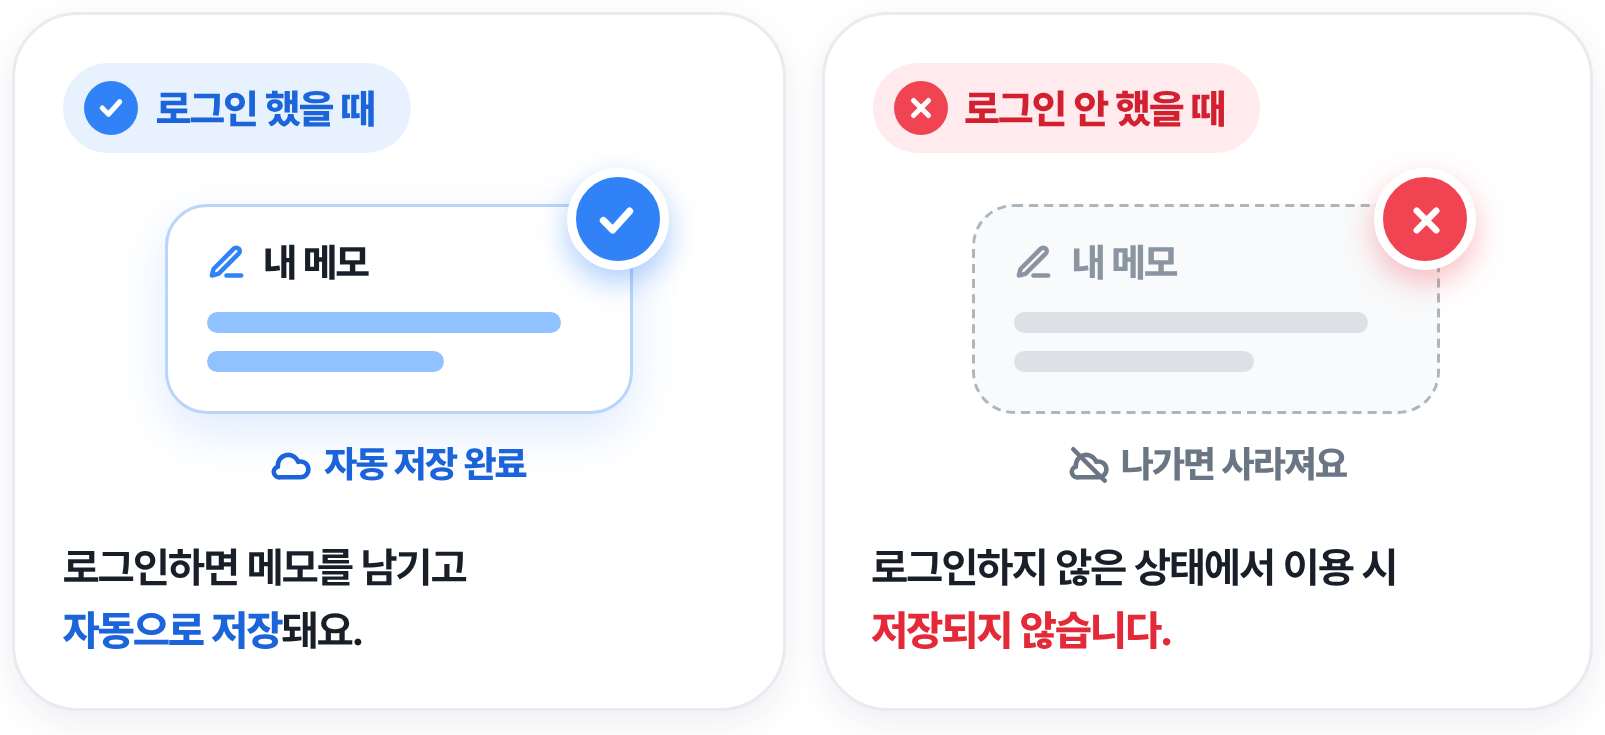 로그인 했을 때
내 메모
자동 저장 완료
로그인하면 메모를 남기고
자동으로 저장돼요.
로그인 안 했을 때
내 메모
나가면 사라져요
로그인하지 않은 상태에서 이용 시
저장되지 않습니다.